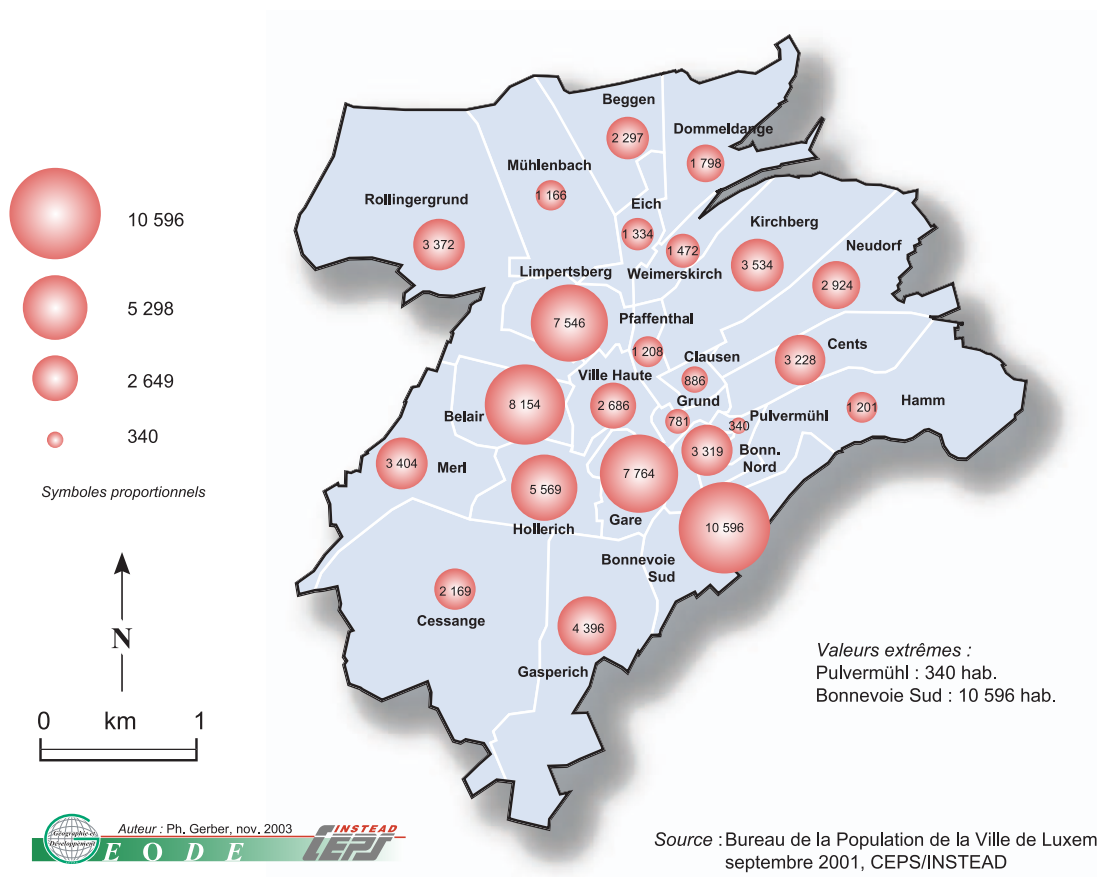 Beggen
2 297
Dommeldange
1 798
Mühlenbach
1 166
Rollingergrund
3 372
Eich
1 334
1 472
Weimerskirch
Kirchberg
3 534
Neudorf
2 924
Limpertsberg
7 546
Pfaffenthal
1 208
Clausen
886
Cents
3 228
Ville Haute
2 686
Grund
781
Pulvermühl
340
Hamm
1 201
Belair
8 154
Merl
3 404
Hollerich
5 569
Gare
7 764
Bonn.
Nord
3 319
Bonnevoie
Sud
10 596
Cessange
2 169
Gasperich
4 396
10 596
5 298
2 649
340
Symboles proportionnels
N
0 km 1
Valeurs extrêmes :
Pulvermühl : 340 hab.
Bonnevoie Sud : 10 596 hab.
Géographie et
Développement
G E O D E
Auteur : Ph. Gerber, nov. 2003
INSTEAD
CEPS
Source : Bureau de la Population de la Ville de Luxem
septembre 2001, CEPS/INSTEAD